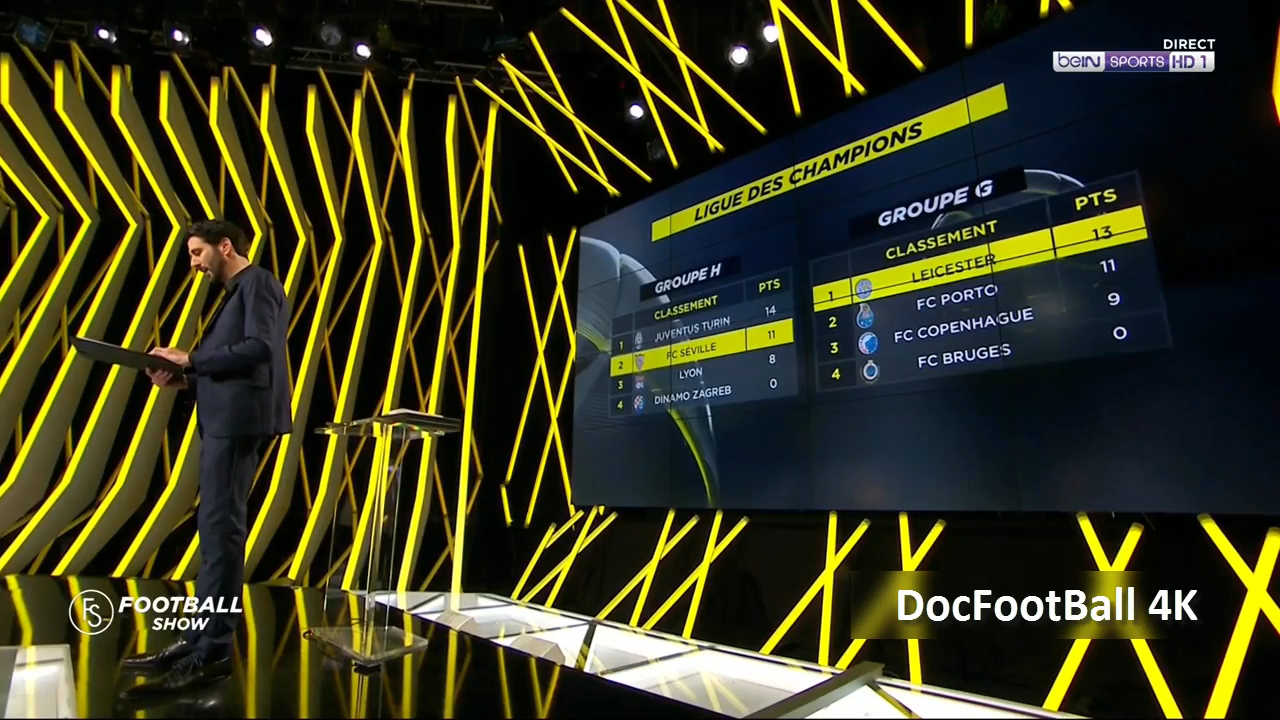 DIRECT
beIN SPORTS HD 1
LIGUE DES CHAMPIONS
GROUPE H
CLASSEMENT PTS
1 JUVENTUS TURIN 14
2 FC SÉVILLE 11
3 LYON 8
4 DINAMO ZAGREB 0
GROUPE G
CLASSEMENT PTS
1 LEICESTER 13
2 FC PORTO 11
3 FC COPENHAGUE 9
4 FC BRUGES 0
FS FOOTBALL
SHOW
DocFootBall 4K